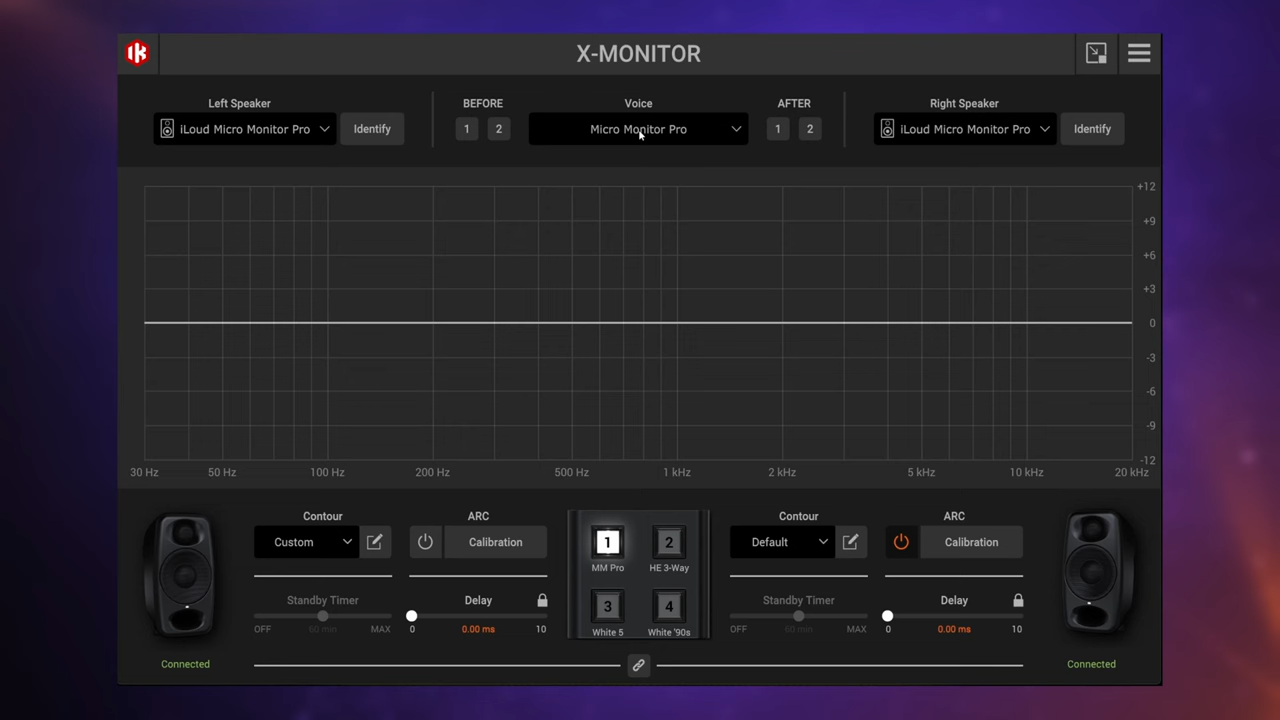 X-MONITOR
Left Speaker
iLoud Micro Monitor Pro
Identify
BEFORE
1 2
Voice
Micro Monitor Pro
AFTER
1 2
Right Speaker
iLoud Micro Monitor Pro
Identify
+12
+9
+6
+3
0
-3
-6
-9
-12
30 Hz 50 Hz 100 Hz 200 Hz 500 Hz 1 kHz 2 kHz 5 kHz 10 kHz 20 kHz
Contour
Custom
ARC
Calibration
Standby Timer
OFF 60 min MAX
Delay
0 0.00 ms 10
Connected
1
MM Pro
2
HE 3-Way
3
White 5
4
White '90s
Contour
Default
ARC
Calibration
Standby Timer
OFF 60 min MAX
Delay
0 0.00 ms 10
Connected